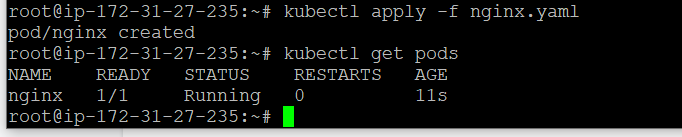 root@ip-172-31-27-235:~# kubectl apply -f nginx.yaml
pod/nginx created
root@ip-172-31-27-235:~# kubectl get pods
NAME    READY   STATUS    RESTARTS   AGE
nginx   1/1     Running   0          11s
root@ip-172-31-27-235:~#